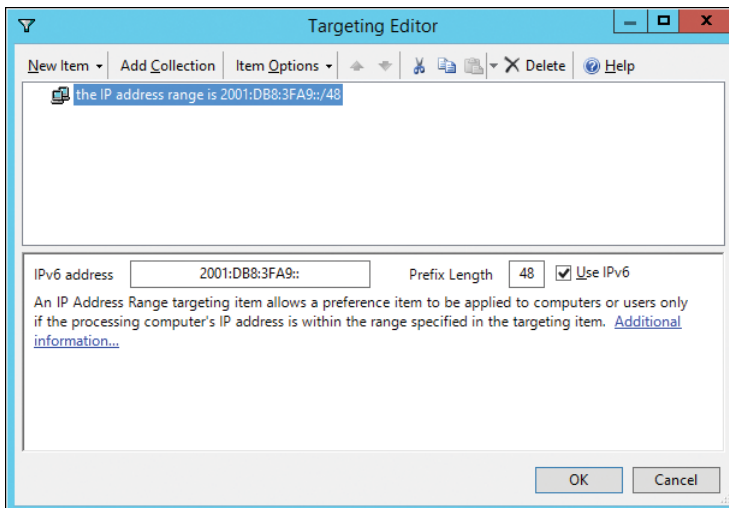 Targeting Editor
New Item Add Collection Item Options Delete Help
the IP address range is 2001:DB8:3FA9::/48
IPv6 address 2001:DB8:3FA9:: Prefix Length 48 Use IPv6
An IP Address Range targeting item allows a preference item to be applied to computers or users only
if the processing computer's IP address is within the range specified in the targeting item. Additional
information...
OK Cancel